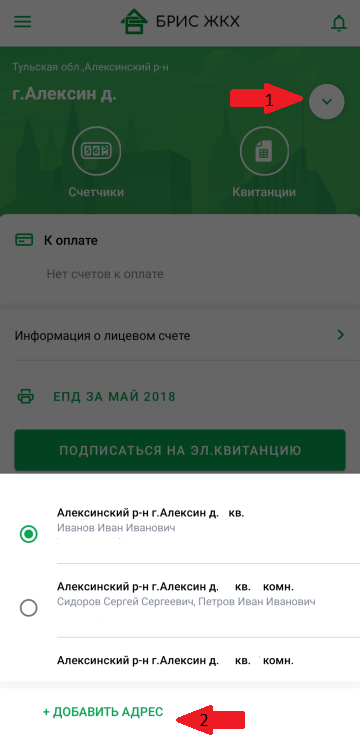 БРИС ЖКХ
Тульская обл.,Алексинский р-н
г.Алексин д.
1
Счетчики
Квитанции
К оплате
Нет счетов к оплате
Информация о лицевом счете
ЕПД ЗА МАЙ 2018
ПОДПИСАТЬСЯ НА ЭЛ.КВИТАНЦИЮ
Алексинский р-н г.Алексин д. кв.
Иванов Иван Иванович
Алексинский р-н г.Алексин д. кв. комн.
Сидоров Сергей Сергеевич, Петров Иван Иванович
Алексинский р-н г.Алексин д. кв. комн.
+ ДОБАВИТЬ АДРЕС
2